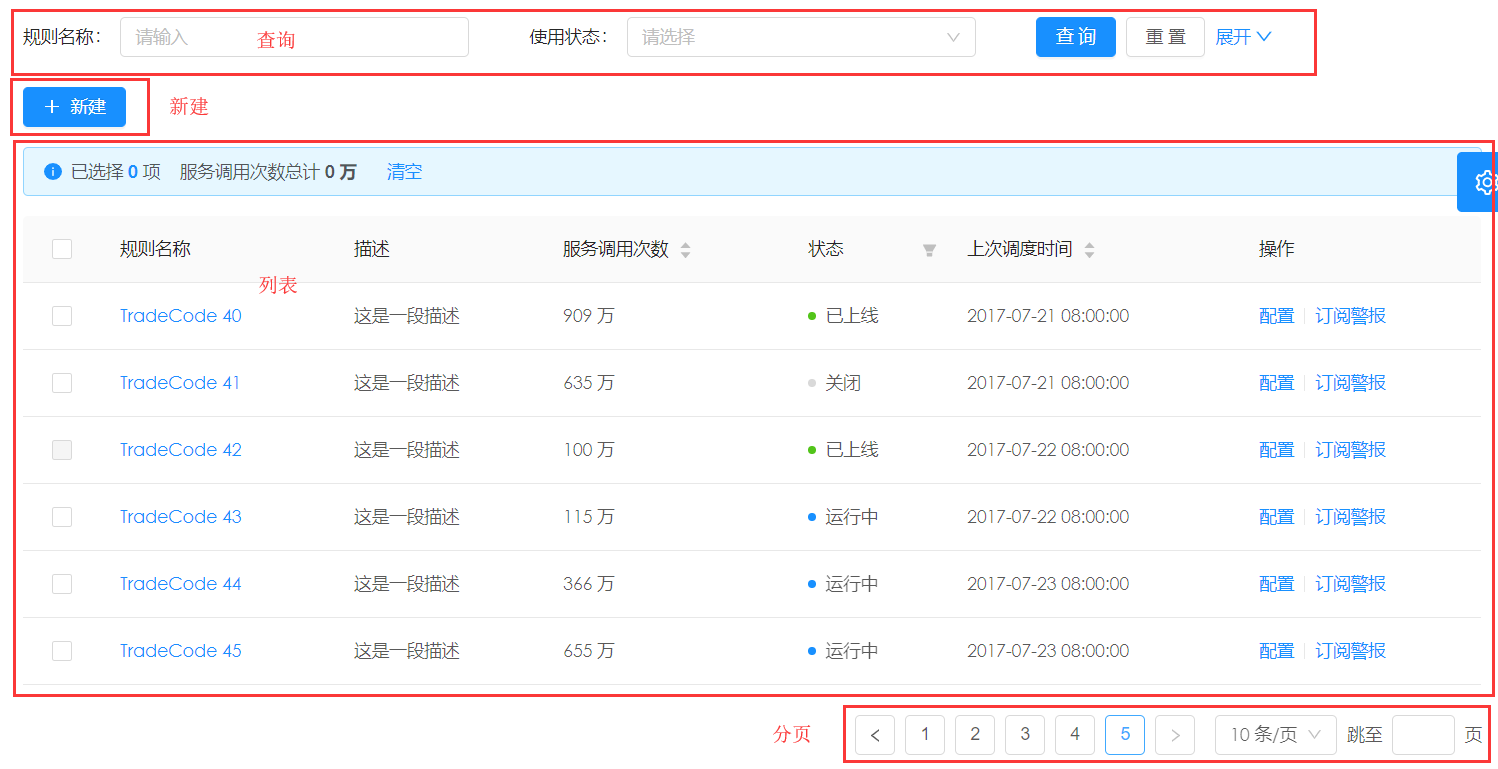 规则名称: 请输入 查询 使用状态: 请选择 查 询 重 置 展开
+ 新建 新建
已选择 0 项 服务调用次数总计 0 万 清空
规则名称 描述 服务调用次数 状态 上次调度时间 操作
列表
TradeCode 40 这是一段描述 909 万 已上线 2017-07-21 08:00:00 配置 订阅警报
TradeCode 41 这是一段描述 635 万 关闭 2017-07-21 08:00:00 配置 订阅警报
TradeCode 42 这是一段描述 100 万 已上线 2017-07-22 08:00:00 配置 订阅警报
TradeCode 43 这是一段描述 115 万 运行中 2017-07-22 08:00:00 配置 订阅警报
TradeCode 44 这是一段描述 366 万 运行中 2017-07-23 08:00:00 配置 订阅警报
TradeCode 45 这是一段描述 655 万 运行中 2017-07-23 08:00:00 配置 订阅警报
分页 < 1 2 3 4 5 > 10 条/页 跳至 页